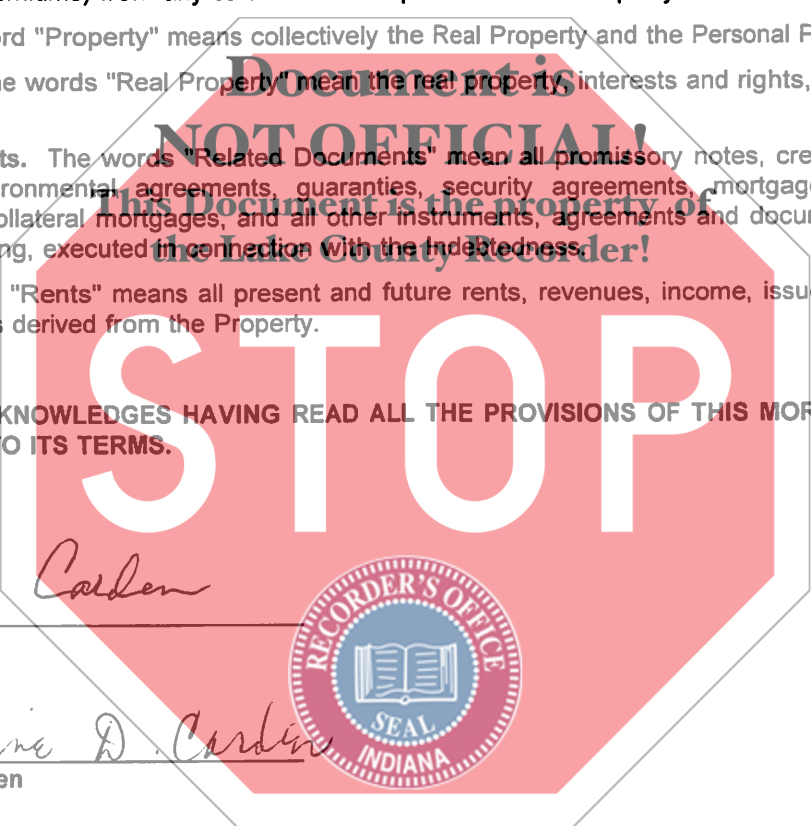 ord "Property" means collectively the Real Property and the Personal P
ne words "Real Property" mean the real property, interests and rights,
Document is
NOT OFFICIAL!
This Document is the property of
the Lake County Recorder!
ts. The words "Related Documents" mean all promissory notes, cre
ronmental agreements, guaranties, security agreements, mortgag
ollateral mortgages, and all other instruments, agreements and docu
ng, executed in connection with the Indebtedness.
"Rents" means all present and future rents, revenues, income, issu
s derived from the Property.
KNOWLEDGES HAVING READ ALL THE PROVISIONS OF THIS MOR
O ITS TERMS.
STOP
Carden
RECORDER'S OFFICE
SEAL
INDIANA
ine D. Carden
en